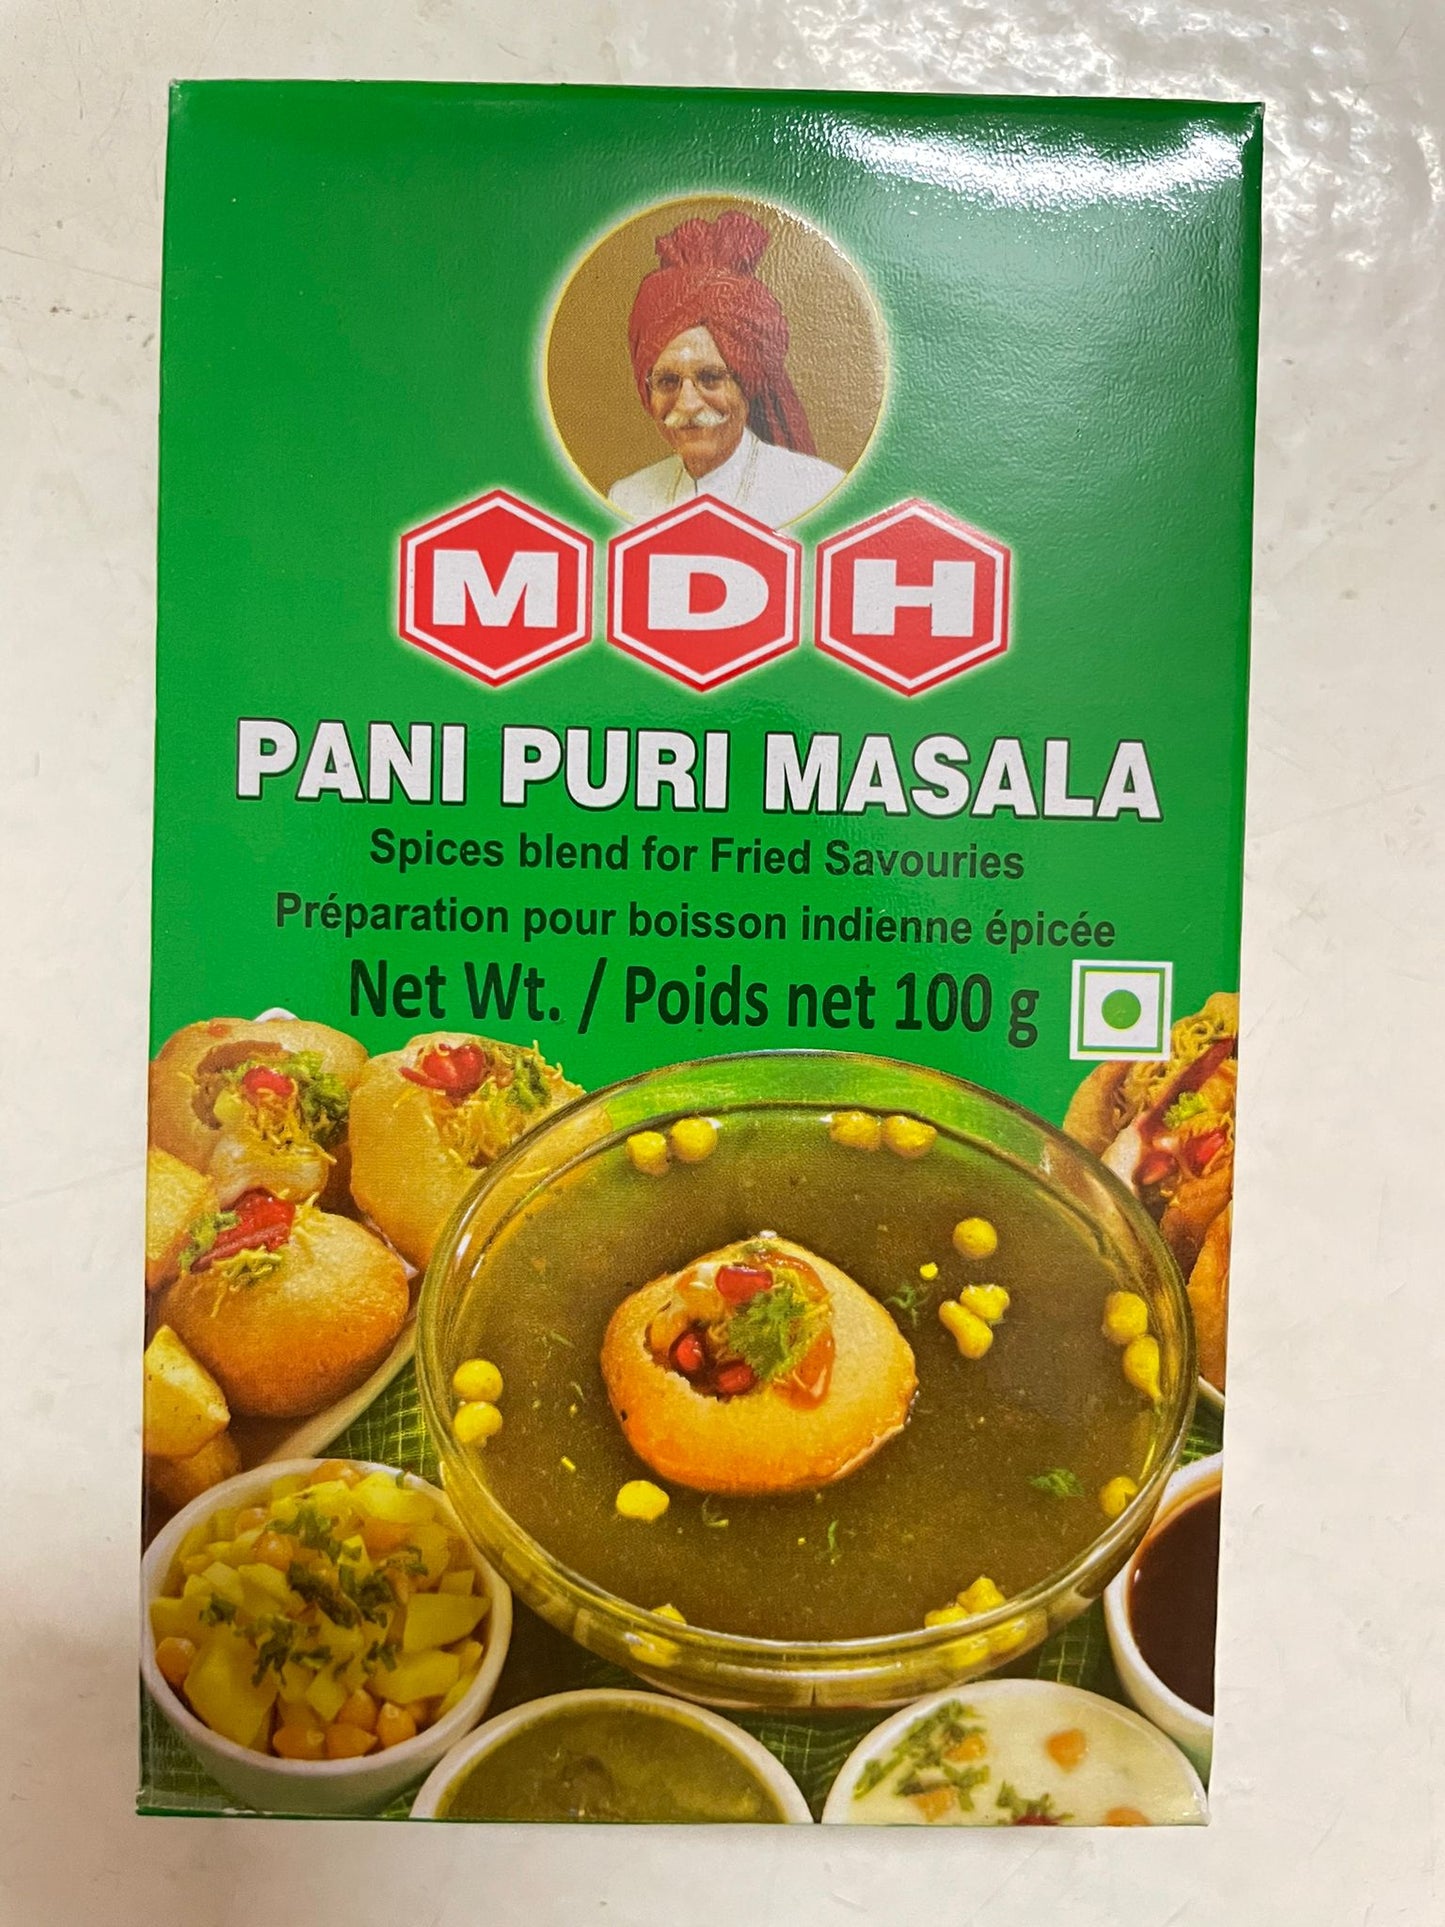 MDH
PANI PURI MASALA
Spices blend for Fried Savouries
Préparation pour boisson indienne épicée
Net Wt. / Poids net 100 g